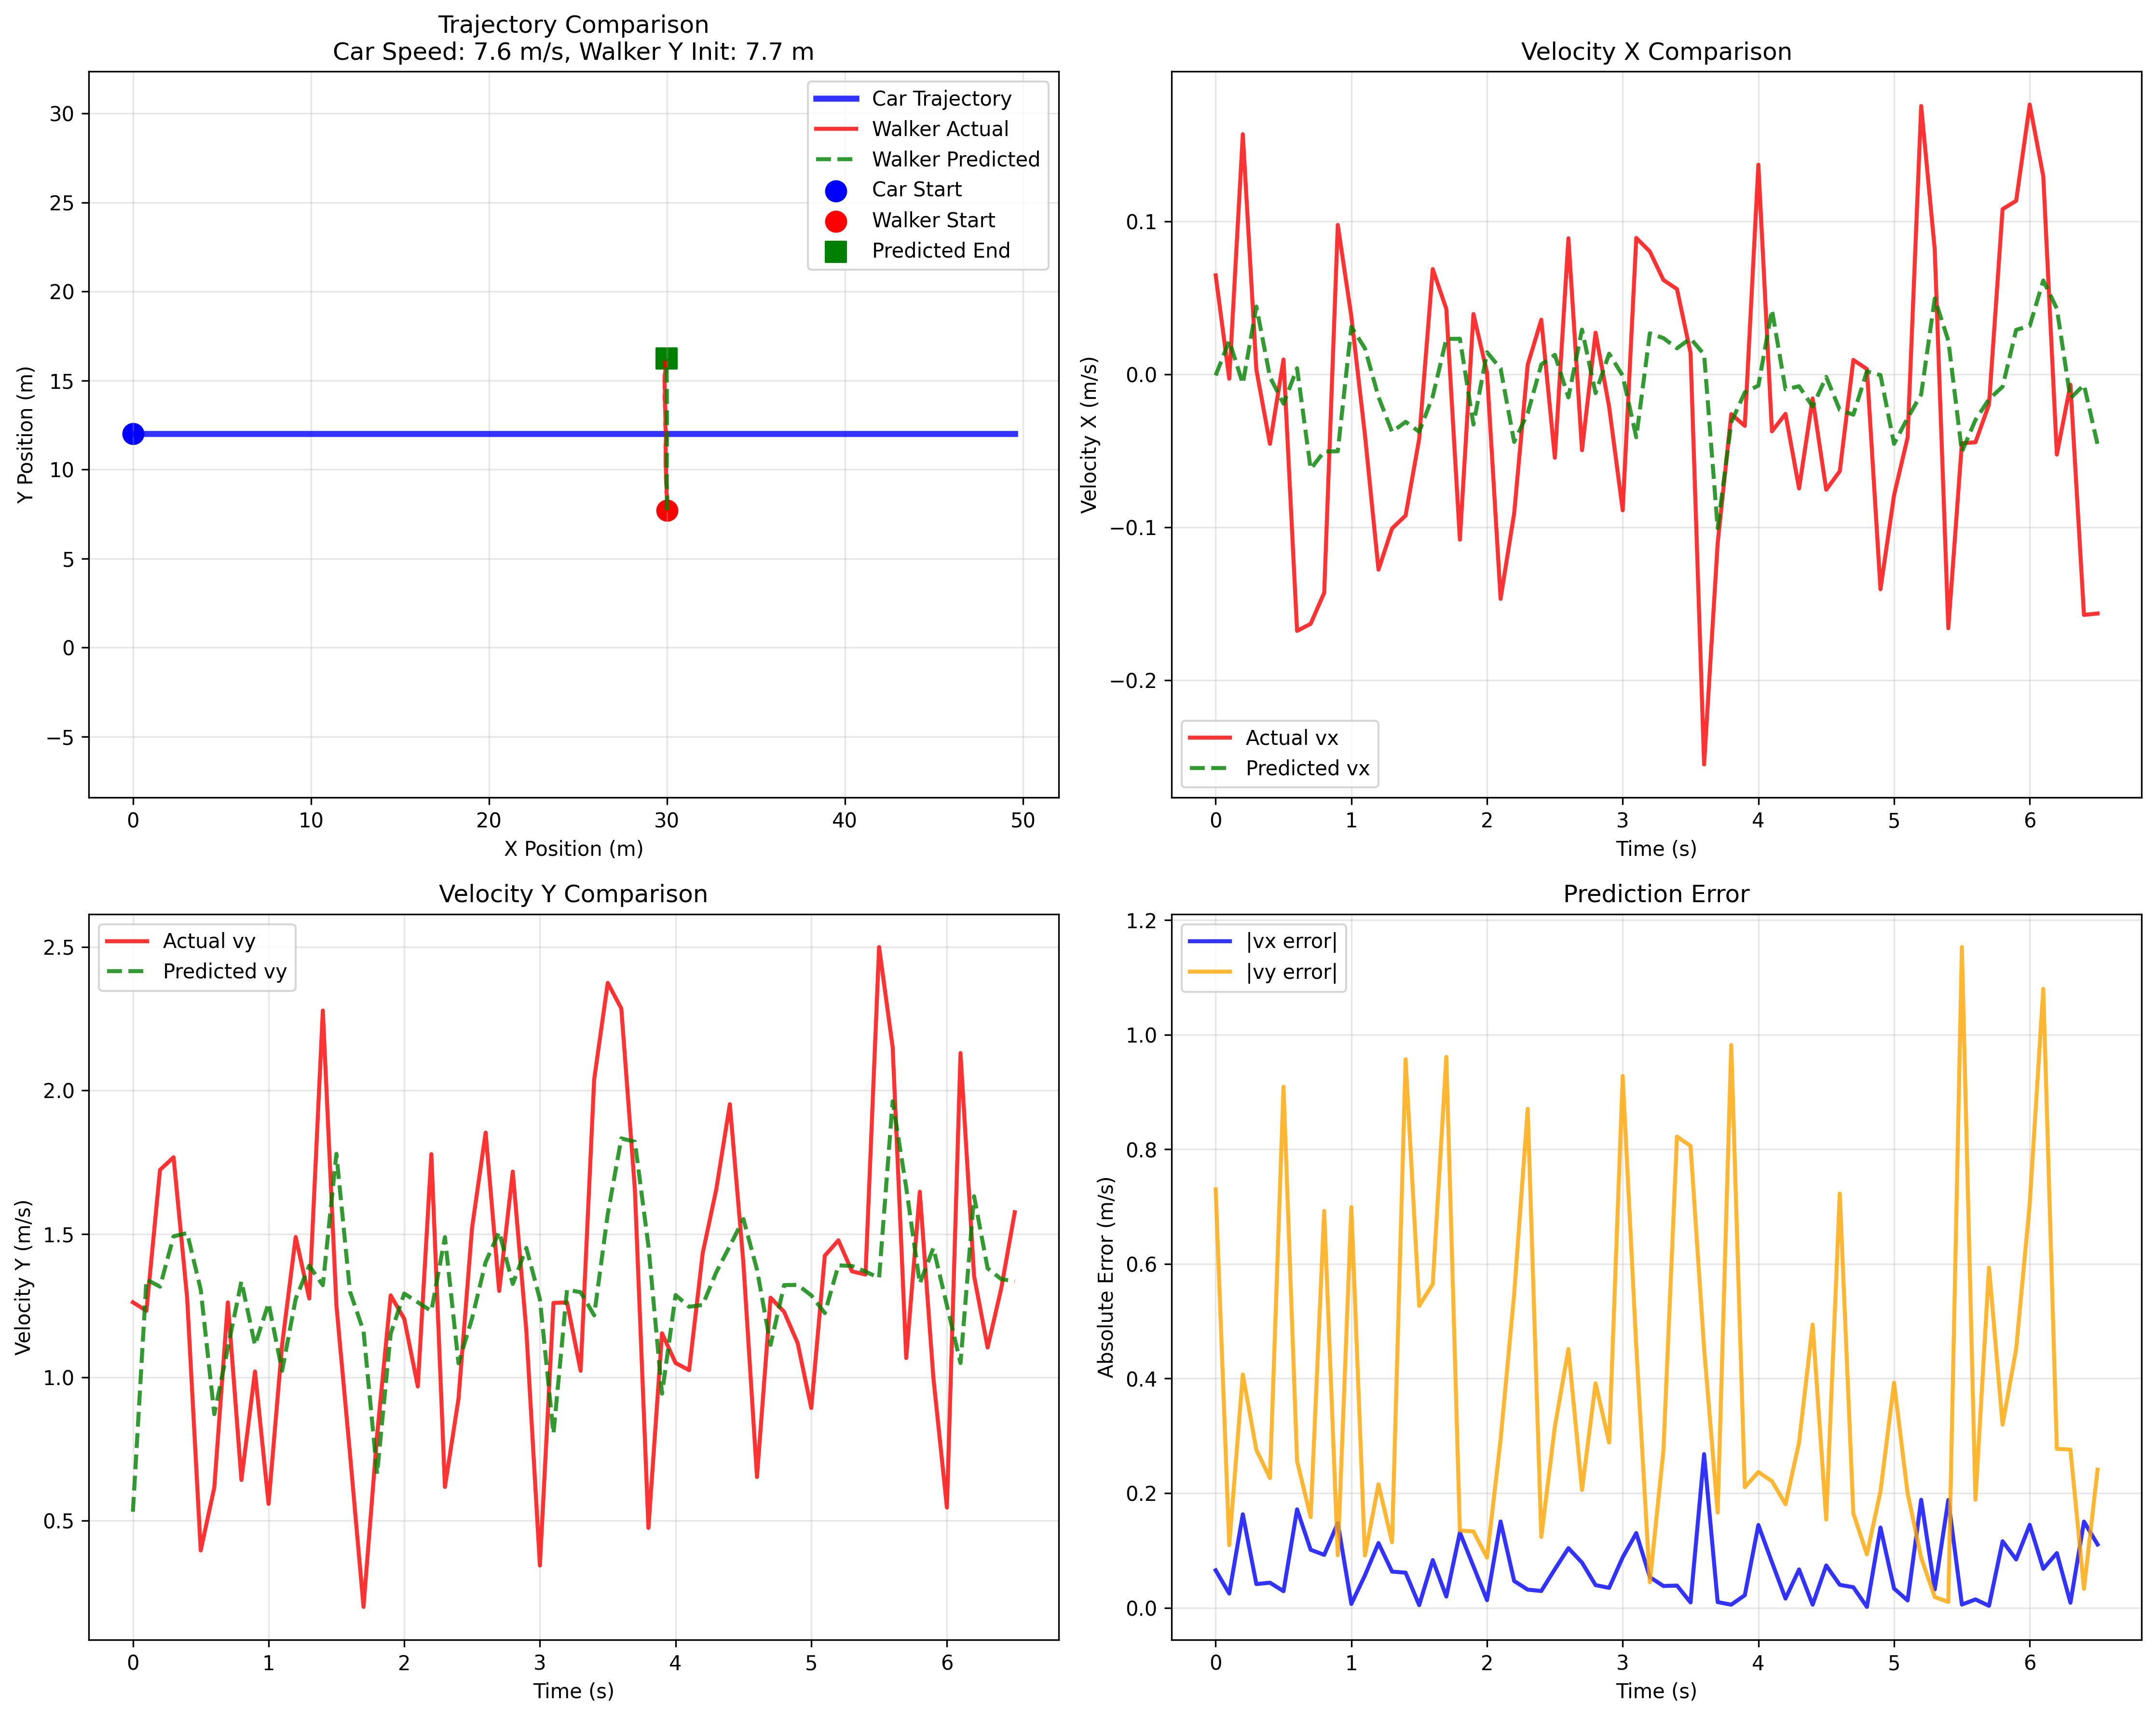 Trajectory Comparison
Car Speed: 7.6 m/s, Walker Y Init: 7.7 m
30
25
20
15
10
5
0
−5
Y Position (m)
Car Trajectory
Walker Actual
Walker Predicted
Car Start
Walker Start
Predicted End
0 10 20 30 40 50
X Position (m)
Velocity X Comparison
0.1
0.0
−0.1
−0.2
Velocity X (m/s)
Actual vx
Predicted vx
0 1 2 3 4 5 6
Time (s)
Velocity Y Comparison
2.5
2.0
1.5
1.0
0.5
Velocity Y (m/s)
Actual vy
Predicted vy
0 1 2 3 4 5 6
Time (s)
Prediction Error
1.2
1.0
0.8
0.6
0.4
0.2
0.0
Absolute Error (m/s)
|vx error|
|vy error|
0 1 2 3 4 5 6
Time (s)